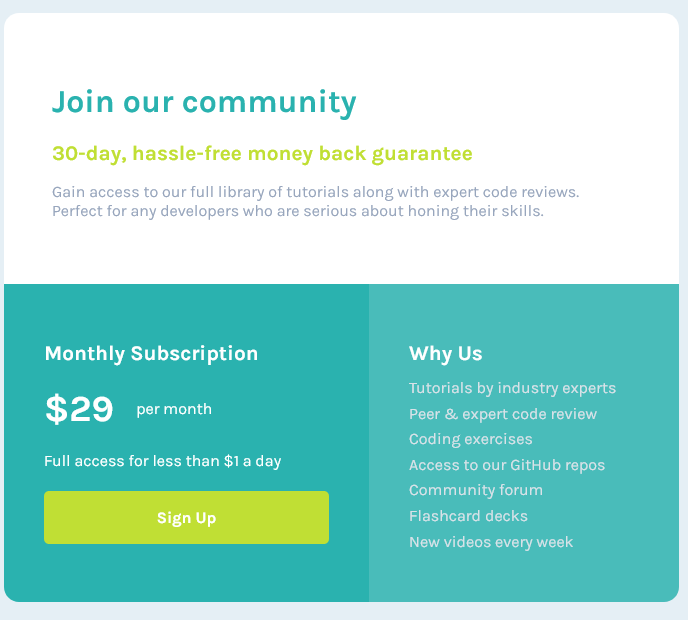 Join our community
30-day, hassle-free money back guarantee
Gain access to our full library of tutorials along with expert code reviews.
Perfect for any developers who are serious about honing their skills.
Monthly Subscription
$29 per month
Full access for less than $1 a day
Sign Up
Why Us
Tutorials by industry experts
Peer & expert code review
Coding exercises
Access to our GitHub repos
Community forum
Flashcard decks
New videos every week